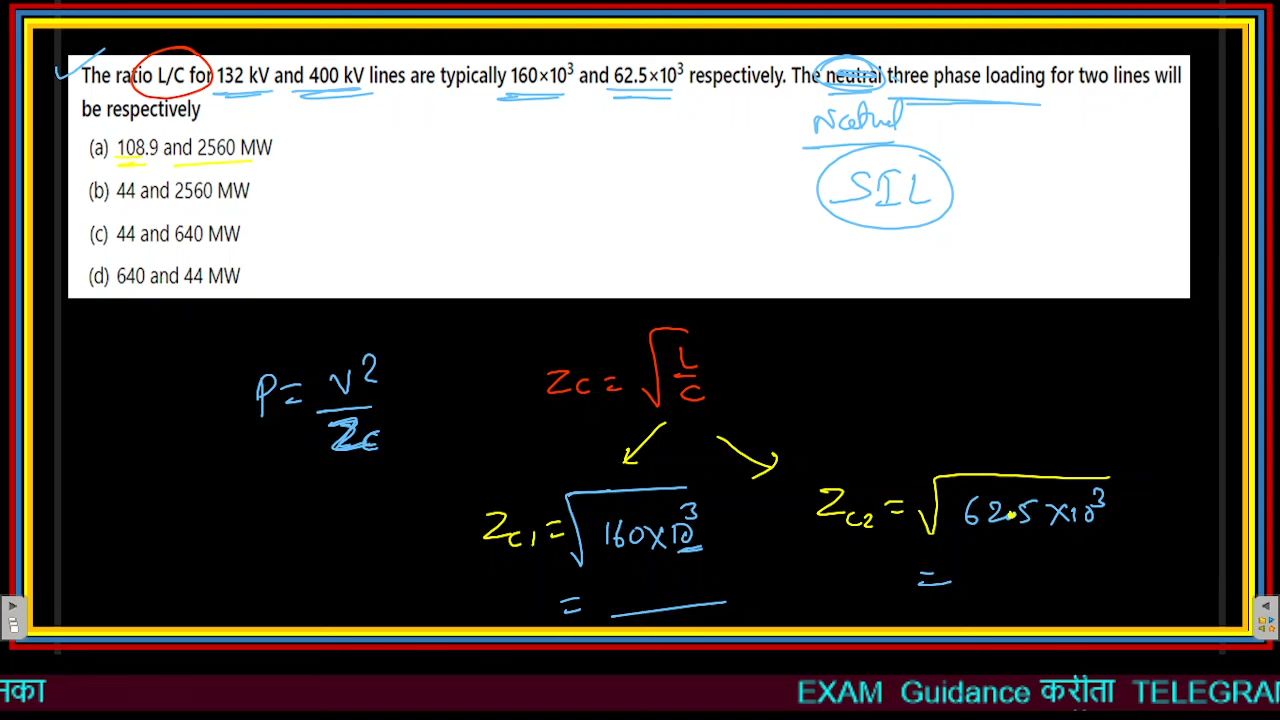 The ratio L/C for 132 kV and 400 kV lines are typically 160×10³ and 62.5×10³ respectively. The neutral three phase loading for two lines will
be respectively
Natural
(a) 108.9 and 2560 MW
SIL
(b) 44 and 2560 MW
(c) 44 and 640 MW
(d) 640 and 44 MW
P = V²/Zc
Zc = √L/C
Zc1 = √160×10³
Zc2 = √62.5×10³
=
=
नका
EXAM Guidance करीता TELEGRA